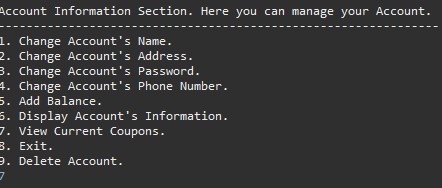 Account Information Section. Here you can manage your Account.
----------------------------------------------------------------
1. Change Account's Name.
2. Change Account's Address.
3. Change Account's Password.
4. Change Account's Phone Number.
5. Add Balance.
6. Display Account's Information.
7. View Current Coupons.
8. Exit.
9. Delete Account.
7